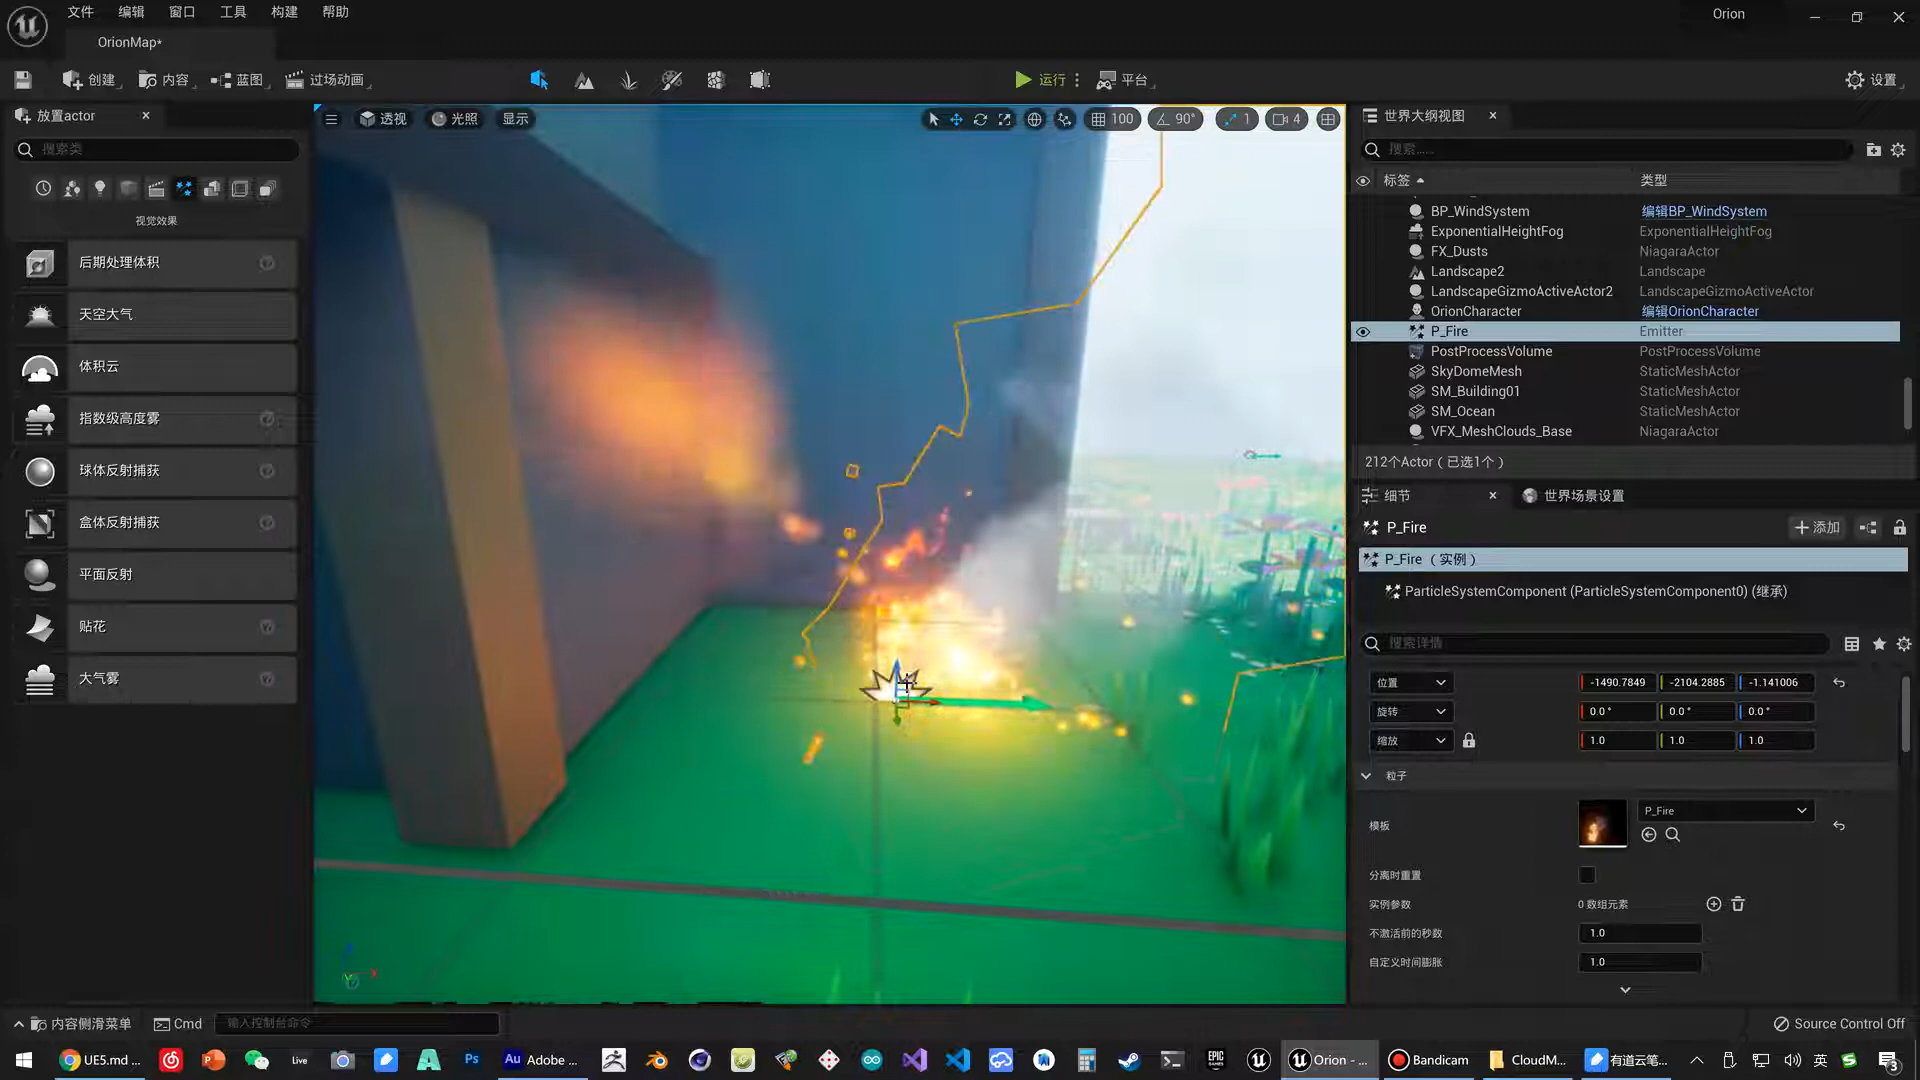 文件 编辑 窗口 工具 构建 帮助
Orion
OrionMap*
创建 内容 蓝图 过场动画
运行 平台
设置
放置actor
搜索类
视觉效果
后期处理体积
天空大气
体积云
指数级高度雾
球体反射捕获
盒体反射捕获
平面反射
贴花
大气雾
透视 光照 显示
100 90° 1 4
世界大纲视图
搜索......
标签 类型
BP_WindSystem 编辑BP_WindSystem
ExponentialHeightFog ExponentialHeightFog
FX_Dusts NiagaraActor
Landscape2 Landscape
LandscapeGizmoActiveActor2 LandscapeGizmoActiveActor
OrionCharacter 编辑OrionCharacter
P_Fire Emitter
PostProcessVolume PostProcessVolume
SkyDomeMesh StaticMeshActor
SM_Building01 StaticMeshActor
SM_Ocean StaticMeshActor
VFX_MeshClouds_Base NiagaraActor
212个Actor（已选1个）
细节 世界场景设置
P_Fire 添加
P_Fire （实例）
ParticleSystemComponent (ParticleSystemComponent0) (继承)
搜索详情
位置 -1490.7849 -2104.2885 -1.141006
旋转 0.0° 0.0° 0.0°
缩放 1.0 1.0 1.0
粒子
模板 P_Fire
分离时重置
实例参数 0 数组元素
不激活前的秒数 1.0
自定义时间膨胀 1.0
内容侧滑菜单 Cmd 输入控制台命令
Source Control Off
UE5.md ... Live Ps Au Adobe ... EPIC GAMES Orion - ... Bandicam CloudM... 有道云笔... 英 3